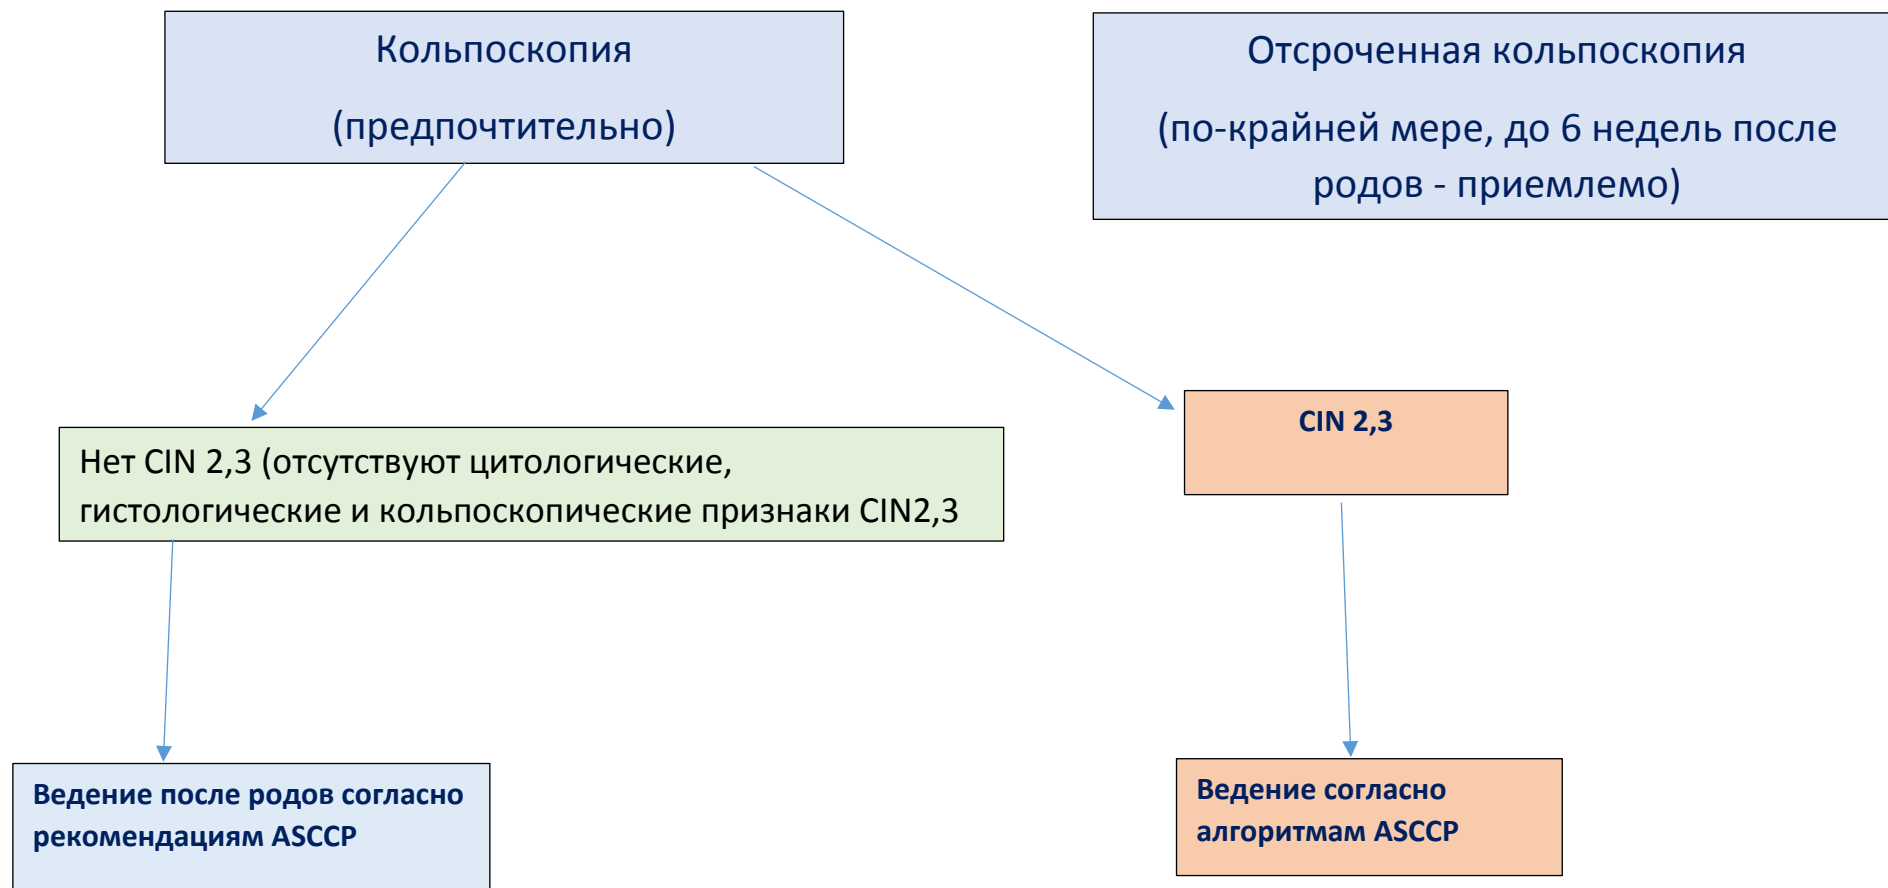 Кольпоскопия
(предпочтительно)
Отсроченная кольпоскопия
(по-крайней мере, до 6 недель после
родов - приемлемо)
Нет CIN 2,3 (отсутствуют цитологические,
гистологические и кольпоскопические признаки CIN2,3
CIN 2,3
Ведение после родов согласно
рекомендациям ASCCP
Ведение согласно
алгоритмам ASCCP